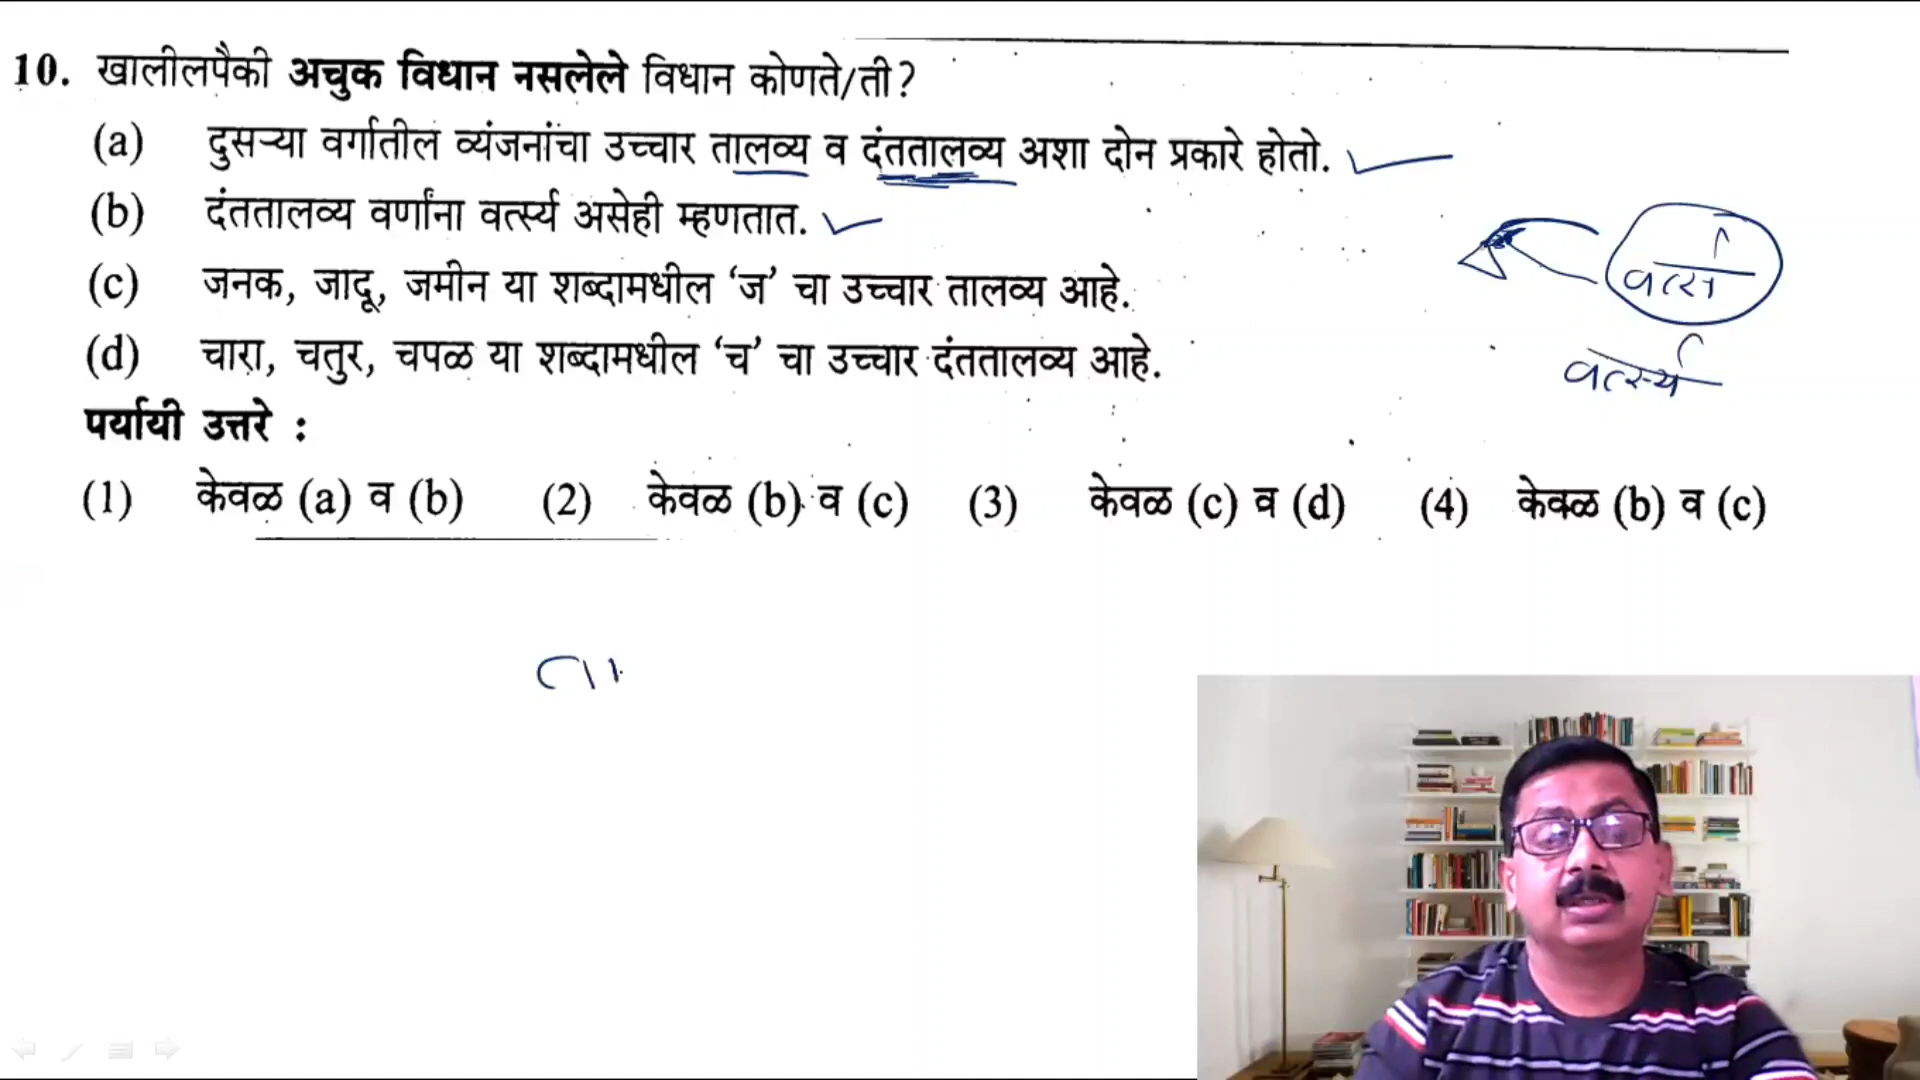 10. खालीलपैकी अचुक विधान नसलेले विधान कोणते/ती?
(a) दुसऱ्या वर्गातील व्यंजनांचा उच्चार तालव्य व दंततालव्य अशा दोन प्रकारे होतो.
(b) दंततालव्य वर्णांना वर्त्स्य असेही म्हणतात.
(c) जनक, जादू, जमीन या शब्दामधील ‘ज’ चा उच्चार तालव्य आहे.
(d) चारा, चतुर, चपळ या शब्दामधील ‘च’ चा उच्चार दंततालव्य आहे.
वर्त्स्य
पर्यायी उत्तरे :
(1) केवळ (a) व (b) (2) केवळ (b) व (c) (3) केवळ (c) व (d) (4) केवळ (b) व (c)